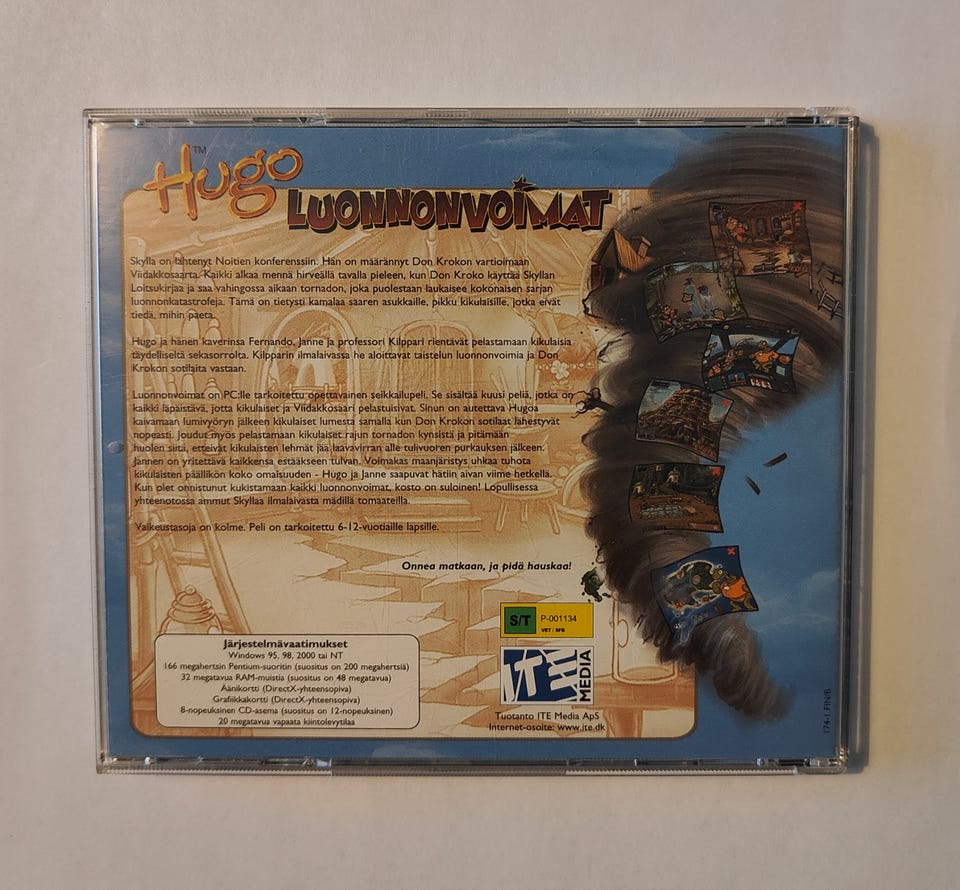 Hugo™
LUONNONVOIMAT
Skylla on lähtenyt Noitien konferenssiin: Hän on määrännyt Don Krokon vartioimaan
Viidakkosaarta. Kaikki alkaa mennä hirveällä tavalla pieleen, kun Don Kroko käyttää Skyllan
Loitsukirjaa ja saa vahingossa aikaan tornadon, joka puolestaan laukaisee kokonaisen sarjan
luonnonkatastrofeja. Tämä on tietysti kamalaa saaren asukkaille, pikku kikulaisille, jotka eivät
tiedä, mihin paeta.
Hugo ja hänen kaverinsa Fernando, Janne ja professori Kilppari rientävät pelastamaan kikulaisia
täydelliseltä sekasorrolta. Kilpparin ilmalaivassa he aloittavat taistelun luonnonvoimia ja Don
Krokon sotilaita vastaan.
Luonnonvoimat on PC:lle tarkoitettu opettavainen seikkailupeli. Se sisältää kuusi peliä, jotka on
kaikki läpäistävä, jotta kikulaiset ja Viidakkosaari pelastuisivat. Sinun on autettava Hugoa
kaivamaan lumivyöryn jälkeen kikulaiset lumesta samalla kun Don Krokon sotilaat lähestyvät
nopeasti. Joudut myös pelastamaan kikulaiset rajun tornadon kynsistä ja pitämään
huolen siitä, etteivät kikulaisten lehmät jää laavavirran alle tulivuoren purkauksen jälkeen.
Jannen on yritettävä kaikkensa estääkseen tulvan. Voimakas maanjäristys uhkaa tuhota
kikulaisten päällikön koko omaisuuden - Hugo ja Janne saapuvat hätiin aivan viime hetkellä.
Kun olet onnistunut kukistamaan kaikki luonnonvoimat, kosto on suloinen! Lopullisessa
yhteenotossa ammut Skyllaa ilmalaivasta mädillä tomaateilla.
Vaikeustasoja on kolme. Peli on tarkoitettu 6-12-vuotiaille lapsille.
Onnea matkaan, ja pidä hauskaa!
S/T P-001134
VET / SFB
ITE MEDIA
Tuotanto ITE Media ApS
Internet-osoite: www.ite.dk
Järjestelmävaatimukset
Windows 95, 98, 2000 tai NT
166 megahertsin Pentium-suoritin (suositus on 200 megahertsiä)
32 megatavua RAM-muistia (suositus on 48 megatavua)
Äänikortti (DirectX-yhteensopiva)
Grafiikkakortti (DirectX-yhteensopiva)
8-nopeuksinen CD-asema (suositus on 12-nopeuksinen)
20 megatavua vapaata kiintolevytilaa
174-1 FIN/B